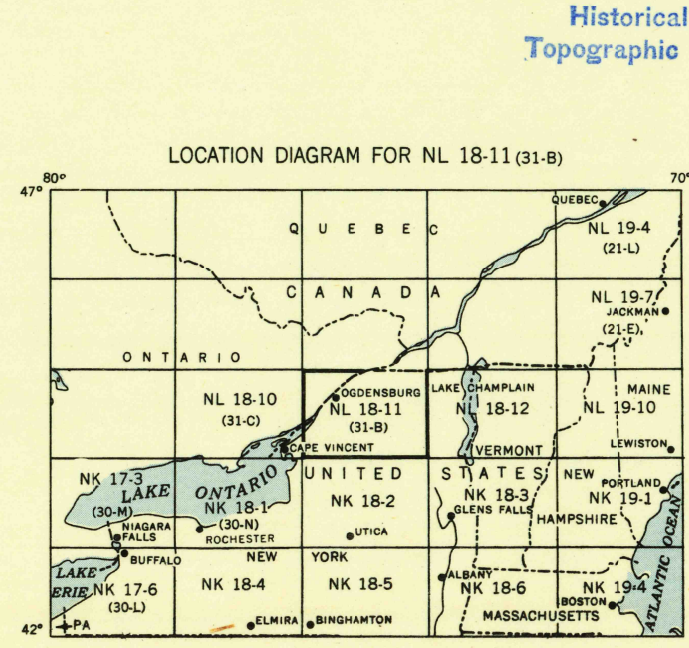 Historical
Topographic
LOCATION DIAGRAM FOR NL 18-11 (31-B)
80°
70°
47°
QUEBEC
Q U E B E C
NL 19-4
(21-L)
C A N A D A
NL 19-7
JACKMAN
(21-E)
ONTARIO
OGDENSBURG
LAKE CHAMPLAIN
MAINE
NL 18-10
(31-C)
NL 18-11
(31-B)
NL 18-12
NL 19-10
CAPE VINCENT
VERMONT
LEWISTON
UNITED STATES
NEW
HAMPSHIRE
NK 17-3
(30-M)
LAKE ONTARIO
NK 18-1
(30-N)
NK 18-2
NK 18-3
GLENS FALLS
PORTLAND
NK 19-1
NIAGARA
FALLS
ROCHESTER
UTICA
BUFFALO
NEW YORK
ATLANTIC OCEAN
LAKE
ERIE
NK 17-6
(30-L)
NK 18-4
NK 18-5
ALBANY
NK 18-6
NK 19-4
BOSTON
MASSACHUSETTS
PA
ELMIRA
BINGHAMTON
42°